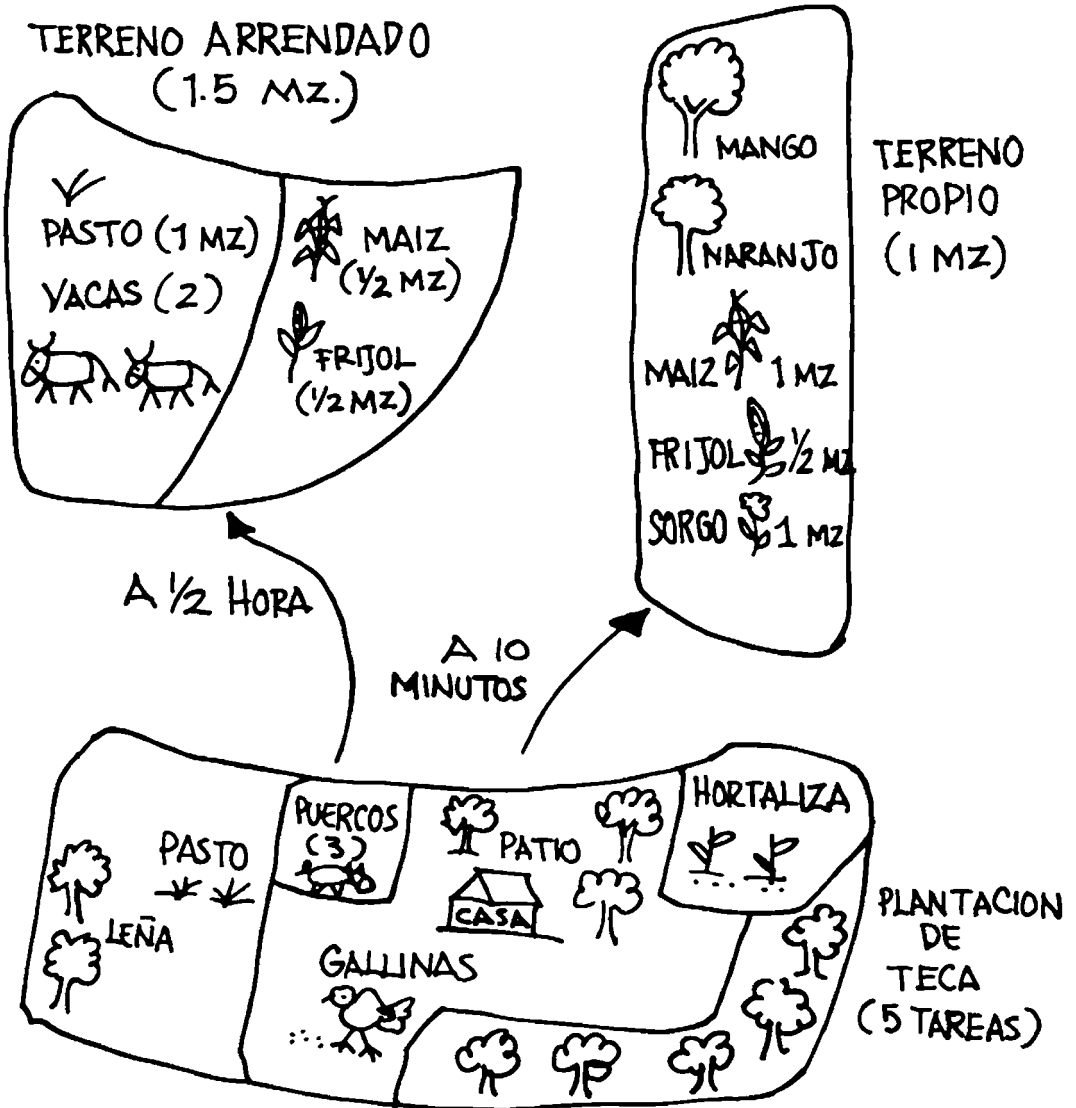 TERRENO ARRENDADO
(1.5 MZ.)
PASTO (1 MZ)
VACAS (2)
MAIZ
(1/2 MZ)
FRIJOL
(1/2 MZ)
MANGO
NARANJO
MAIZ 1 MZ
FRIJOL 1/2 MZ
SORGO 1 MZ
TERRENO
PROPIO
(1 MZ)
A 1/2 HORA
A 10
MINUTOS
PASTO
LEÑA
PUERCOS
(3)
PATIO
CASA
GALLINAS
HORTALIZA
PLANTACION
DE
TECA
(5 TAREAS)